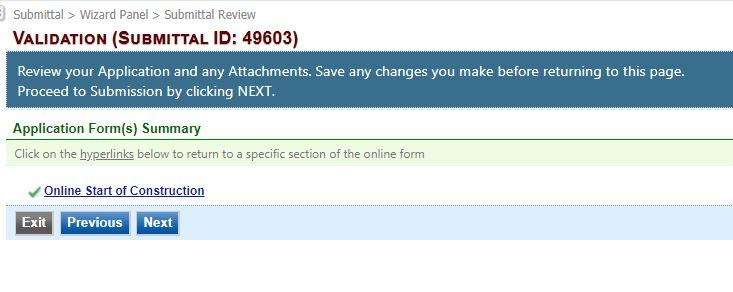 Submittal > Wizard Panel > Submittal Review
Validation (Submittal ID: 49603)
Review your Application and any Attachments. Save any changes you make before returning to this page.
Proceed to Submission by clicking NEXT.
Application Form(s) Summary
Click on the hyperlinks below to return to a specific section of the online form
Online Start of Construction
Exit Previous Next